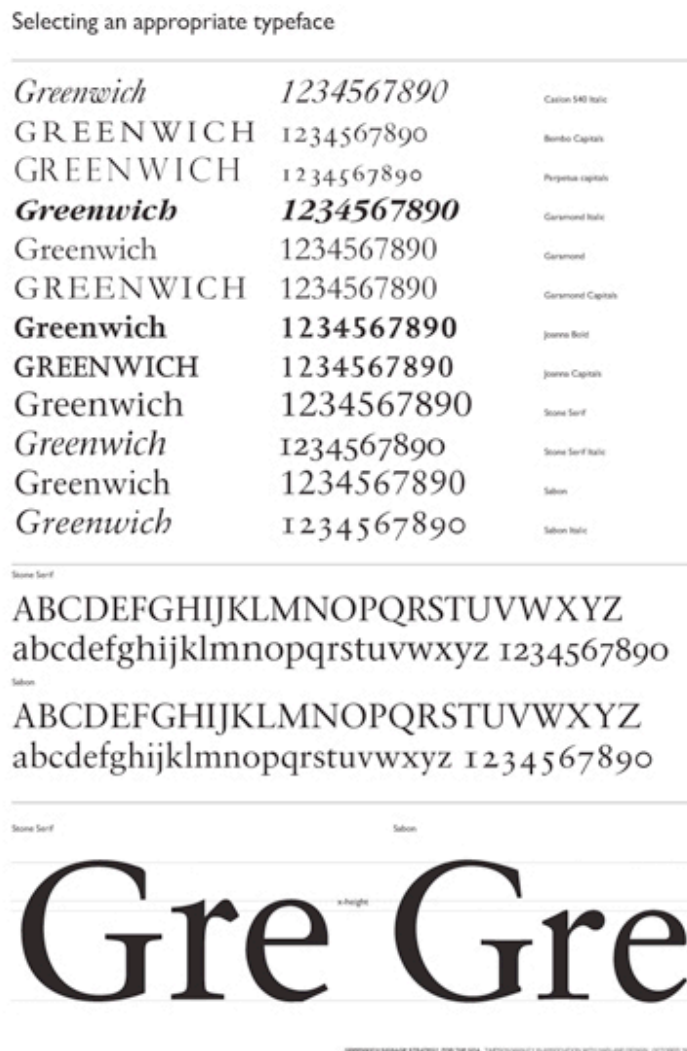 Selecting an appropriate typeface
Greenwich 1234567890 Caslon 540 Italic
GREENWICH 1234567890 Bembo Capitals
GREENWICH 1234567890 Perpetua capitals
Greenwich 1234567890 Garamond Italic
Greenwich 1234567890 Garamond
GREENWICH 1234567890 Garamond Capitals
Greenwich 1234567890 Joanna Bold
GREENWICH 1234567890 Joanna Capitals
Greenwich 1234567890 Stone Serif
Greenwich 1234567890 Stone Serif Italic
Greenwich 1234567890 Sabon
Greenwich 1234567890 Sabon Italic
Stone Serif
ABCDEFGHIJKLMNOPQRSTUVWXYZ
abcdefghijklmnopqrstuvwxyz 1234567890
Sabon
ABCDEFGHIJKLMNOPQRSTUVWXYZ
abcdefghijklmnopqrstuvwxyz 1234567890
Stone Serif Sabon
Gre x-height Gre